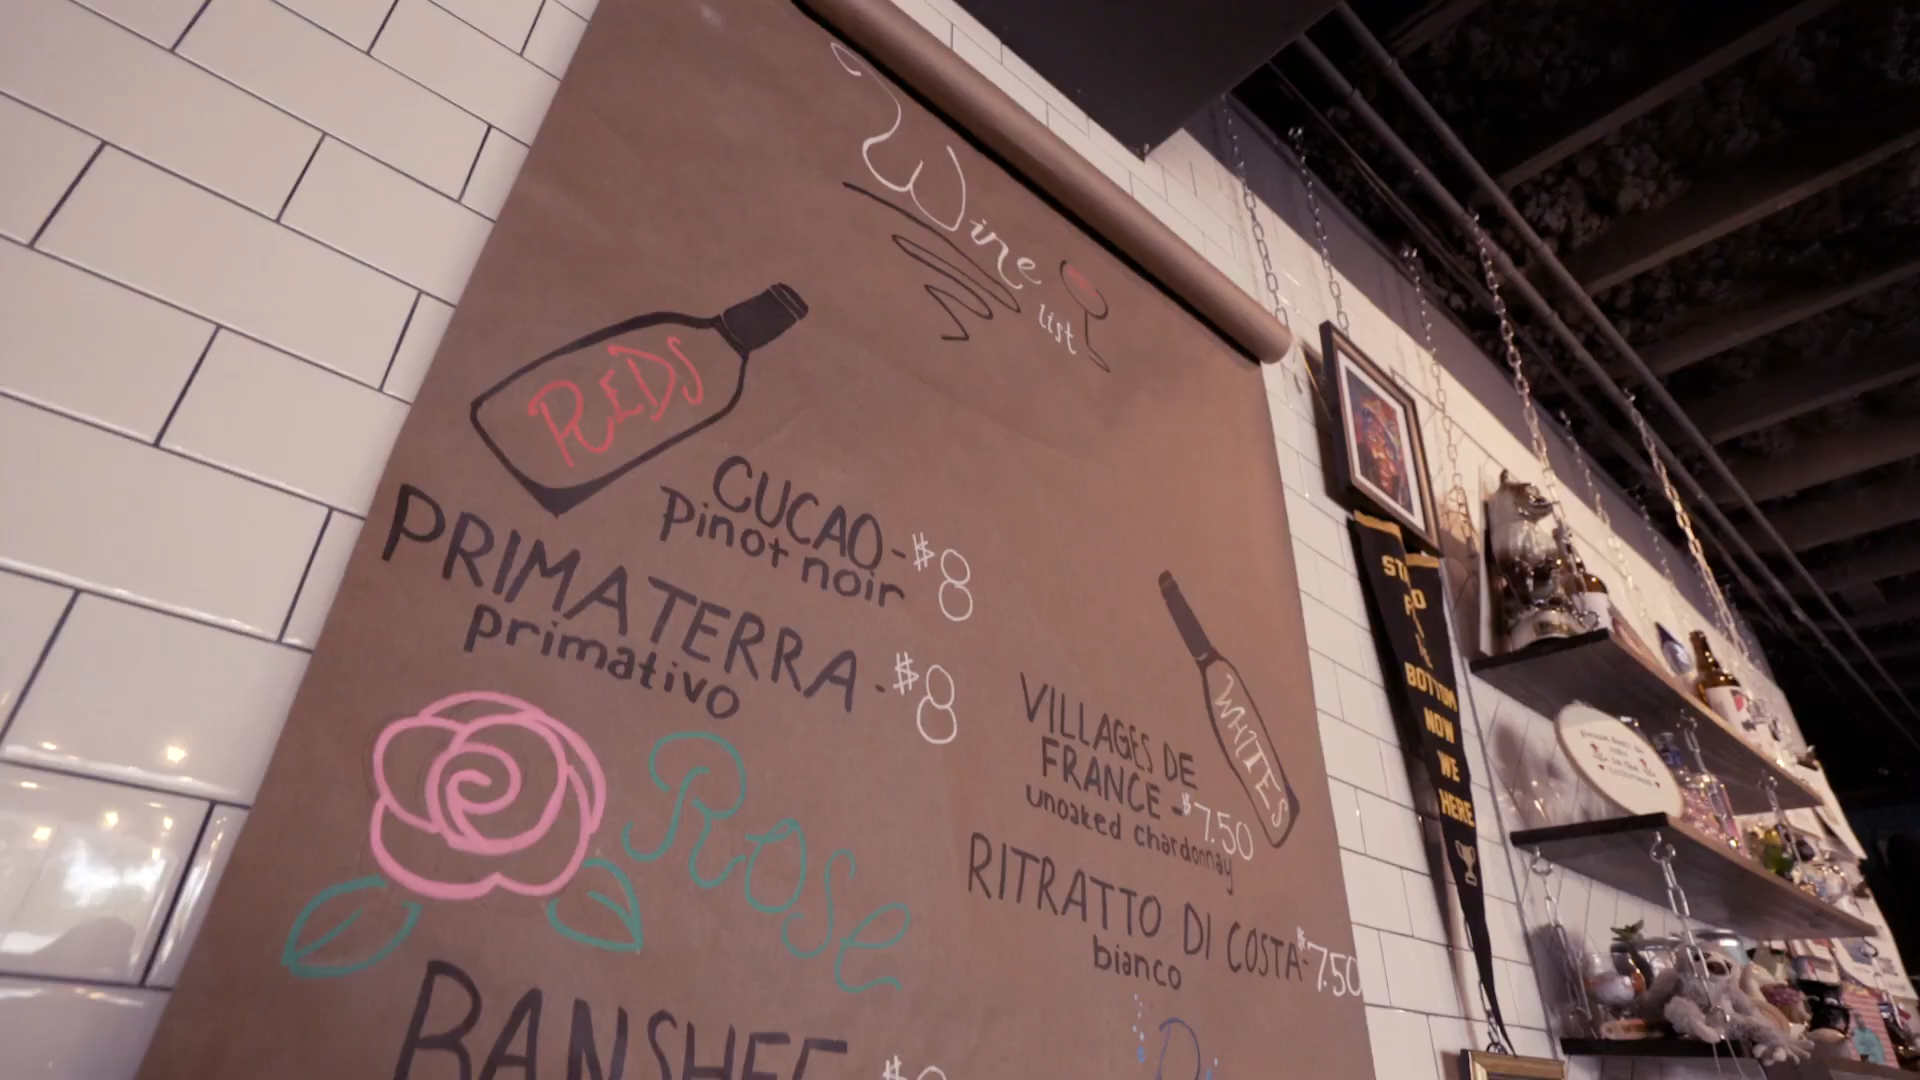 Wine
list
REDS
CUCAO - $8
pinot noir
PRIMATERRA - $8
primativo
Rose
BANSHEE
WHITES
VILLAGES DE
FRANCE - $7.50
unoaked chardonnay
RITRATTO DI COSTA - $7.50
bianco
BOTTOM
NOW
WE
HERE